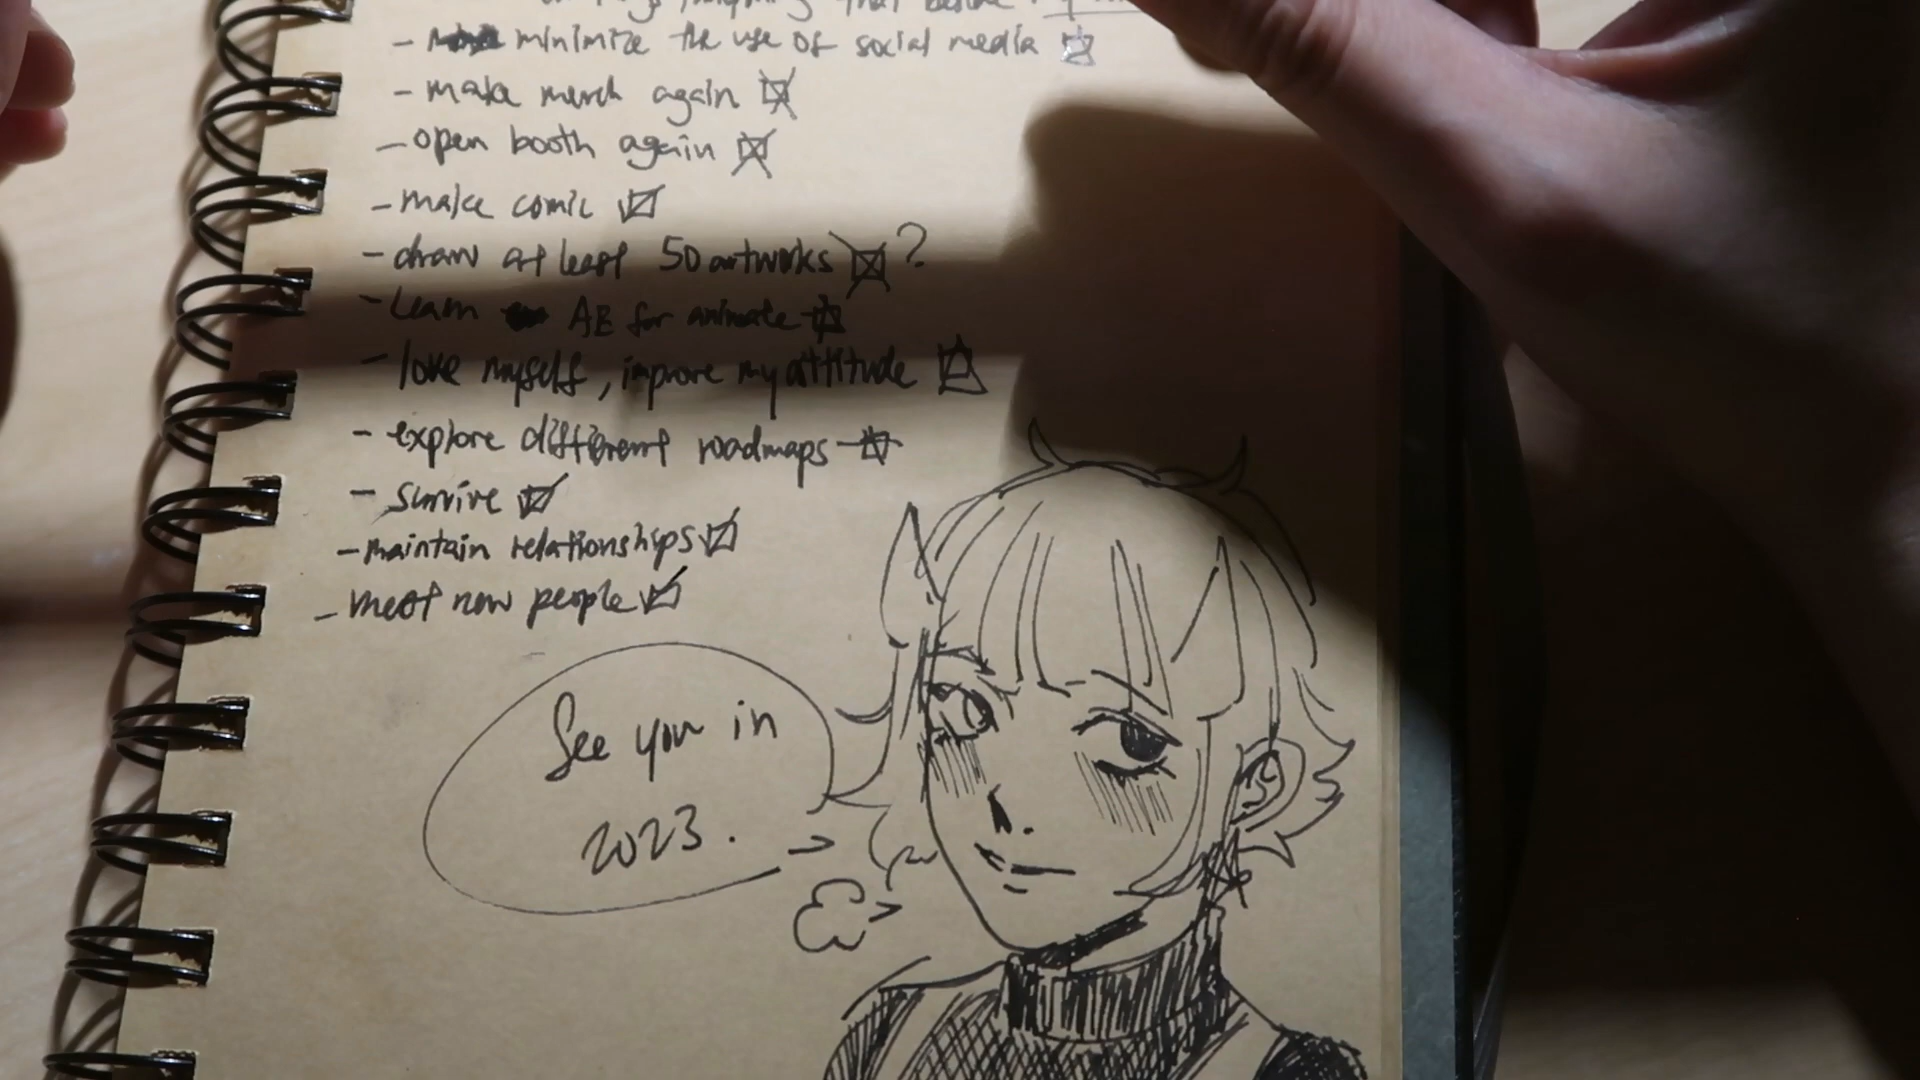 that
- minimize the use of social media
- make merch again
- open booth again
- make comic
- draw at least 50 artworks ?
- Learn AE for animate
- love myself, improve my attitude
- explore different roadmaps
- survive
- maintain relationships
- meet new people
See you in
2023.